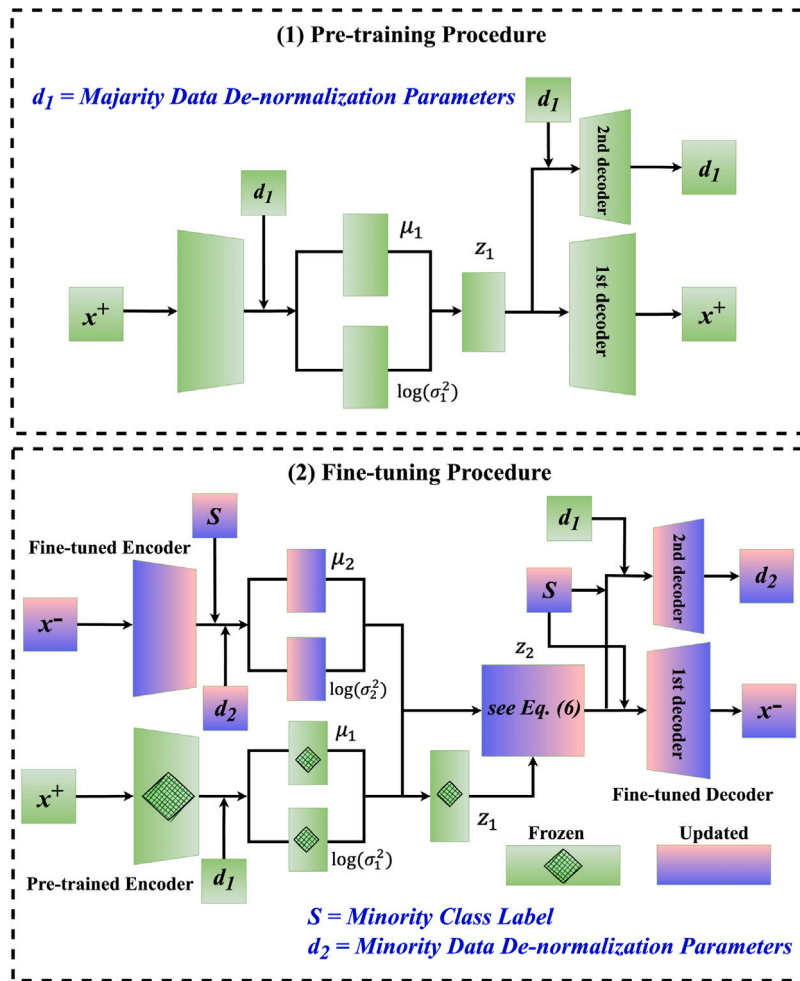 (1) Pre-training Procedure
d₁ = Majarity Data De-normalization Parameters
d₁
2nd decoder
d₁
d₁
μ₁
z₁
x⁺
1st decoder
x⁺
log(σ₁²)
(2) Fine-tuning Procedure
S
d₁
Fine-tuned Encoder
μ₂
2nd decoder
S
d₂
x⁻
z₂
log(σ₂²)
d₂
see Eq. (6)
1st decoder
x⁻
μ₁
x⁺
Fine-tuned Decoder
z₁
Frozen
Updated
log(σ₁²)
d₁
Pre-trained Encoder
S = Minority Class Label
d₂ = Minority Data De-normalization Parameters